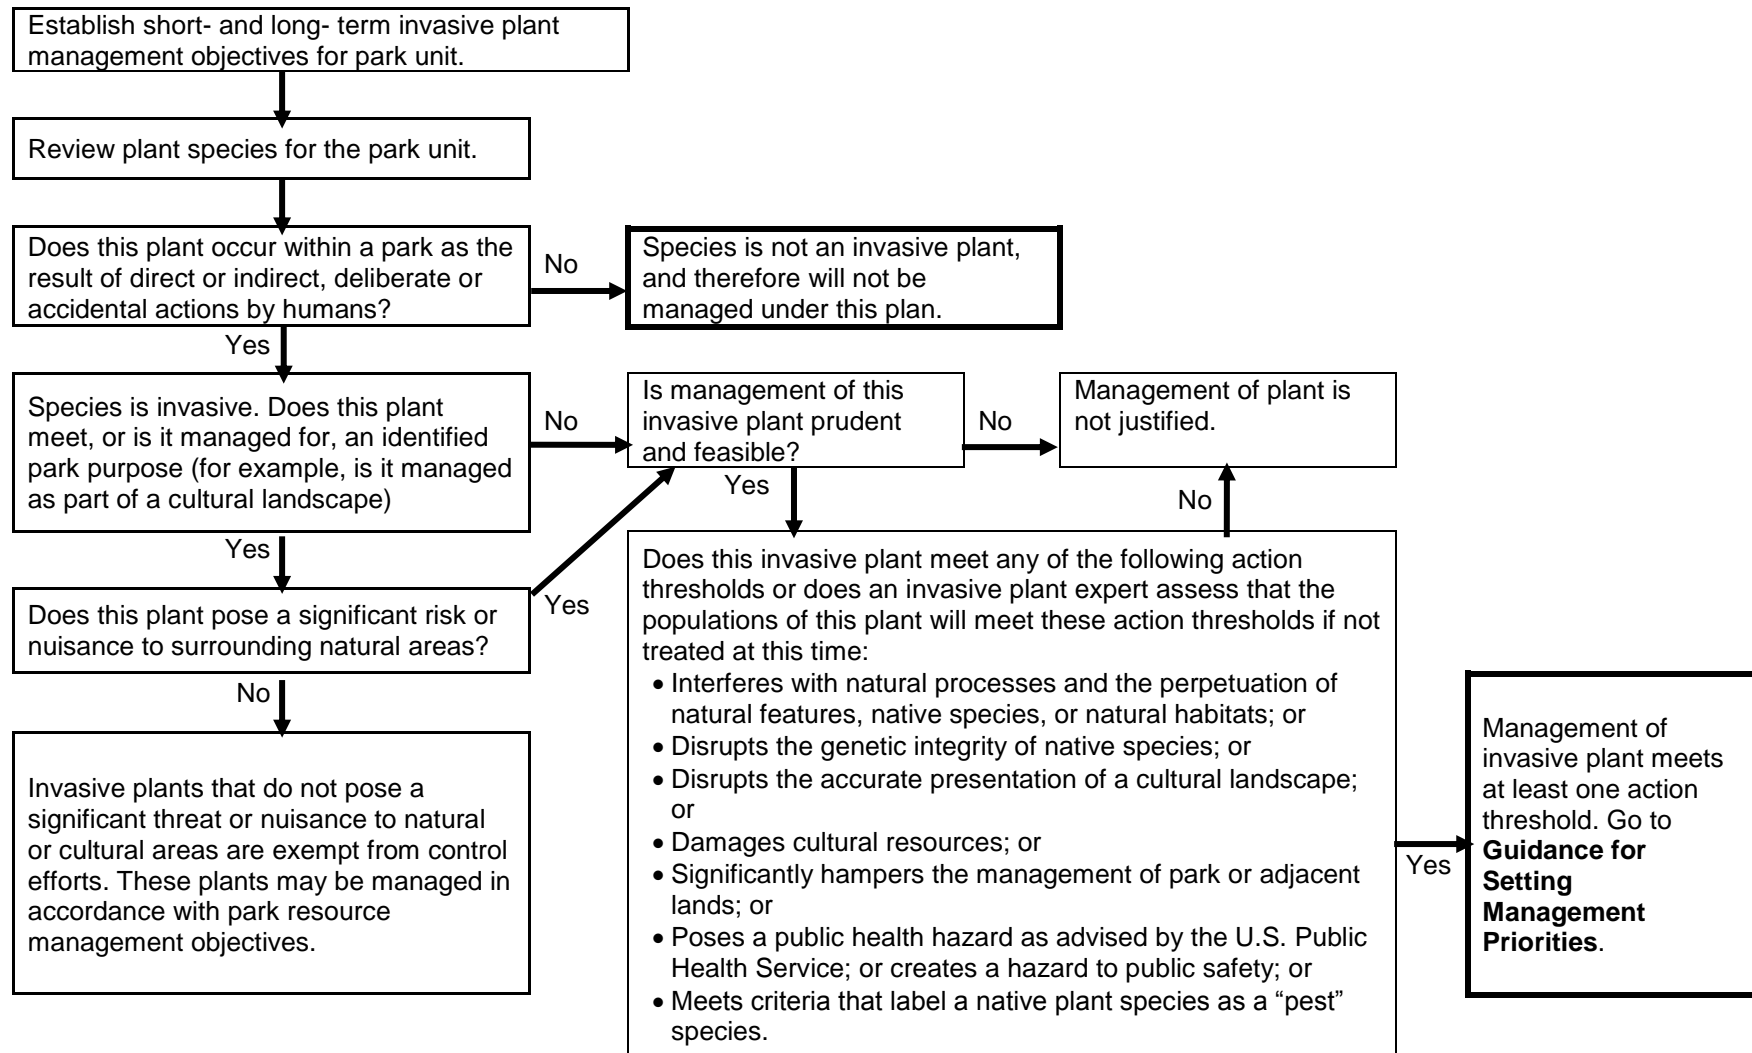 Establish short- and long- term invasive plant
management objectives for park unit.
Review plant species for the park unit.
Does this plant occur within a park as the
result of direct or indirect, deliberate or
accidental actions by humans?
No
Species is not an invasive plant,
and therefore will not be
managed under this plan.
Yes
Species is invasive. Does this plant
meet, or is it managed for, an identified
park purpose (for example, is it managed
as part of a cultural landscape)
No
Is management of this
invasive plant prudent
and feasible?
No
Management of plant is
not justified.
Yes
Yes
No
Does this plant pose a significant risk or
nuisance to surrounding natural areas?
Yes
No
Invasive plants that do not pose a
significant threat or nuisance to natural
or cultural areas are exempt from control
efforts. These plants may be managed in
accordance with park resource
management objectives.
Does this invasive plant meet any of the following action
thresholds or does an invasive plant expert assess that the
populations of this plant will meet these action thresholds if not
treated at this time:
• Interferes with natural processes and the perpetuation of
natural features, native species, or natural habitats; or
• Disrupts the genetic integrity of native species; or
• Disrupts the accurate presentation of a cultural landscape;
or
• Damages cultural resources; or
• Significantly hampers the management of park or adjacent
lands; or
• Poses a public health hazard as advised by the U.S. Public
Health Service; or creates a hazard to public safety; or
• Meets criteria that label a native plant species as a “pest”
species.
Yes
Management of
invasive plant meets
at least one action
threshold. Go to
Guidance for
Setting
Management
Priorities.